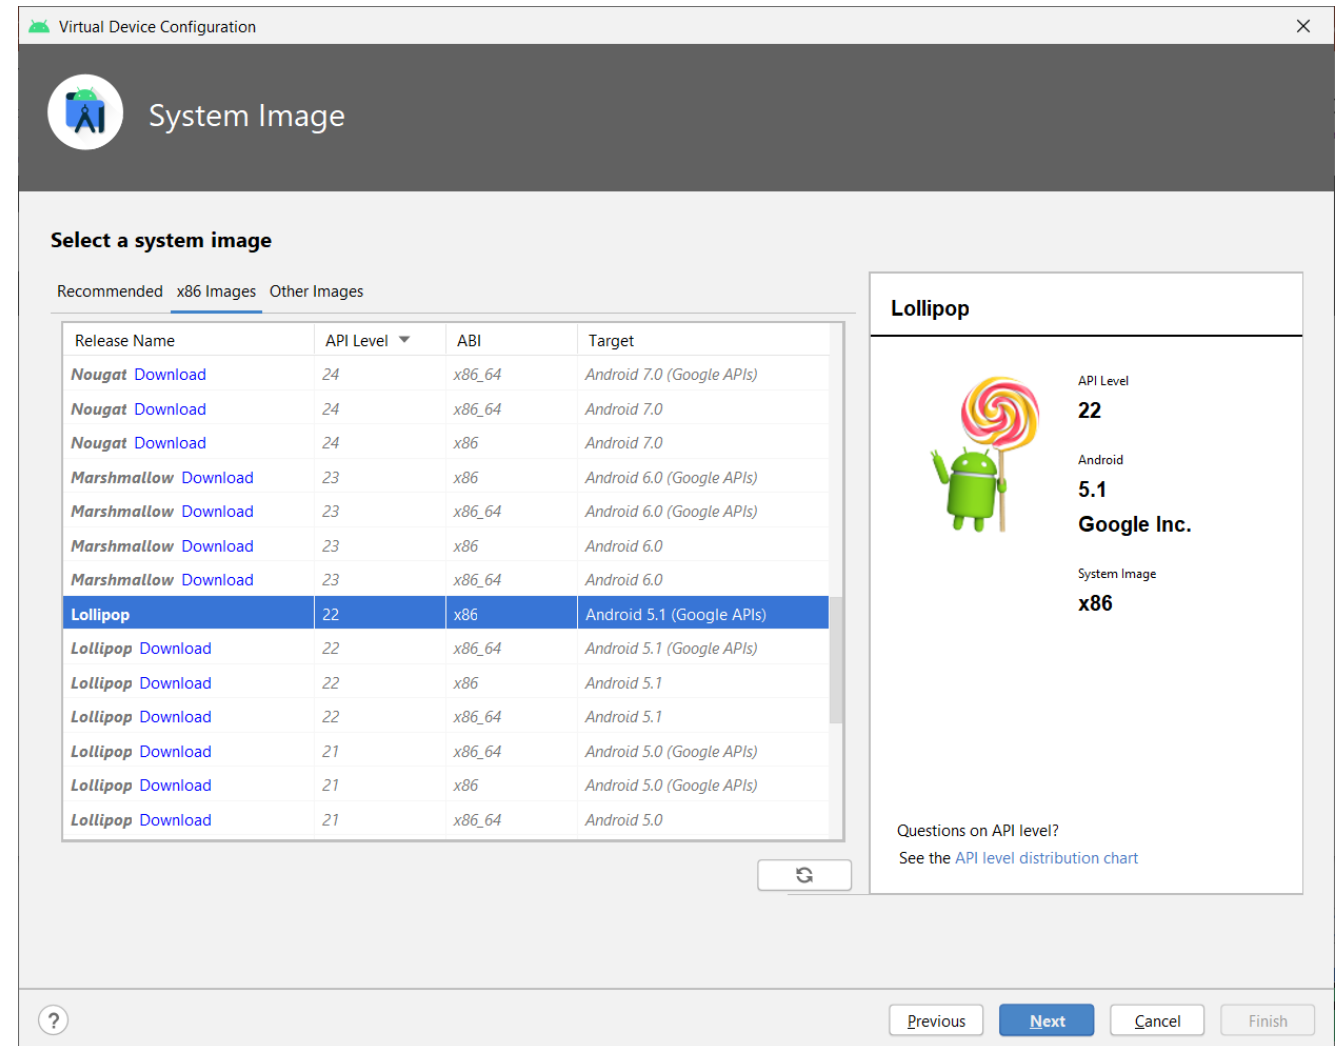 Virtual Device Configuration
System Image
Select a system image
Recommended x86 Images Other Images
Release Name API Level ABI Target
Nougat Download 24 x86_64 Android 7.0 (Google APIs)
Nougat Download 24 x86_64 Android 7.0
Nougat Download 24 x86 Android 7.0
Marshmallow Download 23 x86 Android 6.0 (Google APIs)
Marshmallow Download 23 x86_64 Android 6.0 (Google APIs)
Marshmallow Download 23 x86 Android 6.0
Marshmallow Download 23 x86_64 Android 6.0
Lollipop 22 x86 Android 5.1 (Google APIs)
Lollipop Download 22 x86_64 Android 5.1 (Google APIs)
Lollipop Download 22 x86 Android 5.1
Lollipop Download 22 x86_64 Android 5.1
Lollipop Download 21 x86_64 Android 5.0 (Google APIs)
Lollipop Download 21 x86 Android 5.0 (Google APIs)
Lollipop Download 21 x86_64 Android 5.0
Lollipop
API Level
22
Android
5.1
Google Inc.
System Image
x86
Questions on API level?
See the API level distribution chart
? Previous Next Cancel Finish